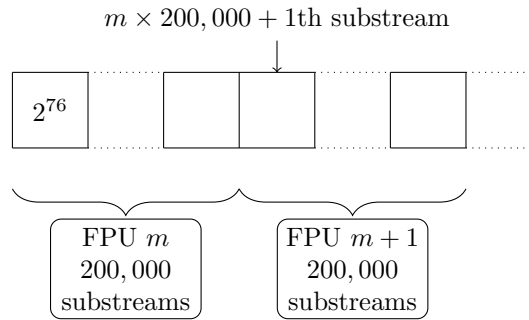 m × 200,000 + 1th substream
2^76
FPU m
200,000
substreams
FPU m + 1
200,000
substreams